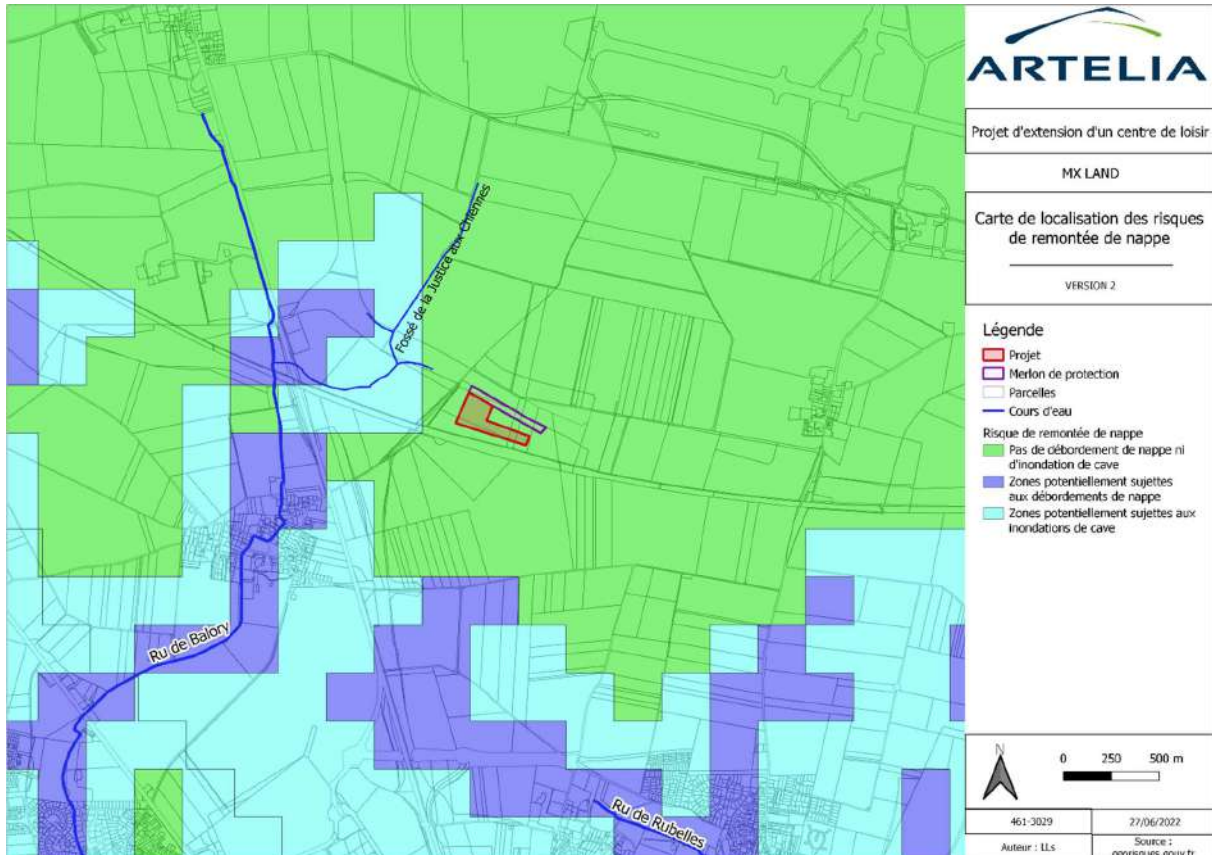 Fossé de la Justice aux Chiennes
Ru de Balory
Ru de Rubelles
ARTELIA
Projet d'extension d'un centre de loisir
MX LAND
Carte de localisation des risques
de remontée de nappe
VERSION 2
Légende
Projet
Merlon de protection
Parcelles
Cours d'eau
Risque de remontée de nappe
Pas de débordement de nappe ni
d'inondation de cave
Zones potentiellement sujettes
aux débordements de nappe
Zones potentiellement sujettes aux
inondations de cave
N
0 250 500 m
461-3029
27/06/2022
Auteur : LLs
Source :
georisques.gouv.fr